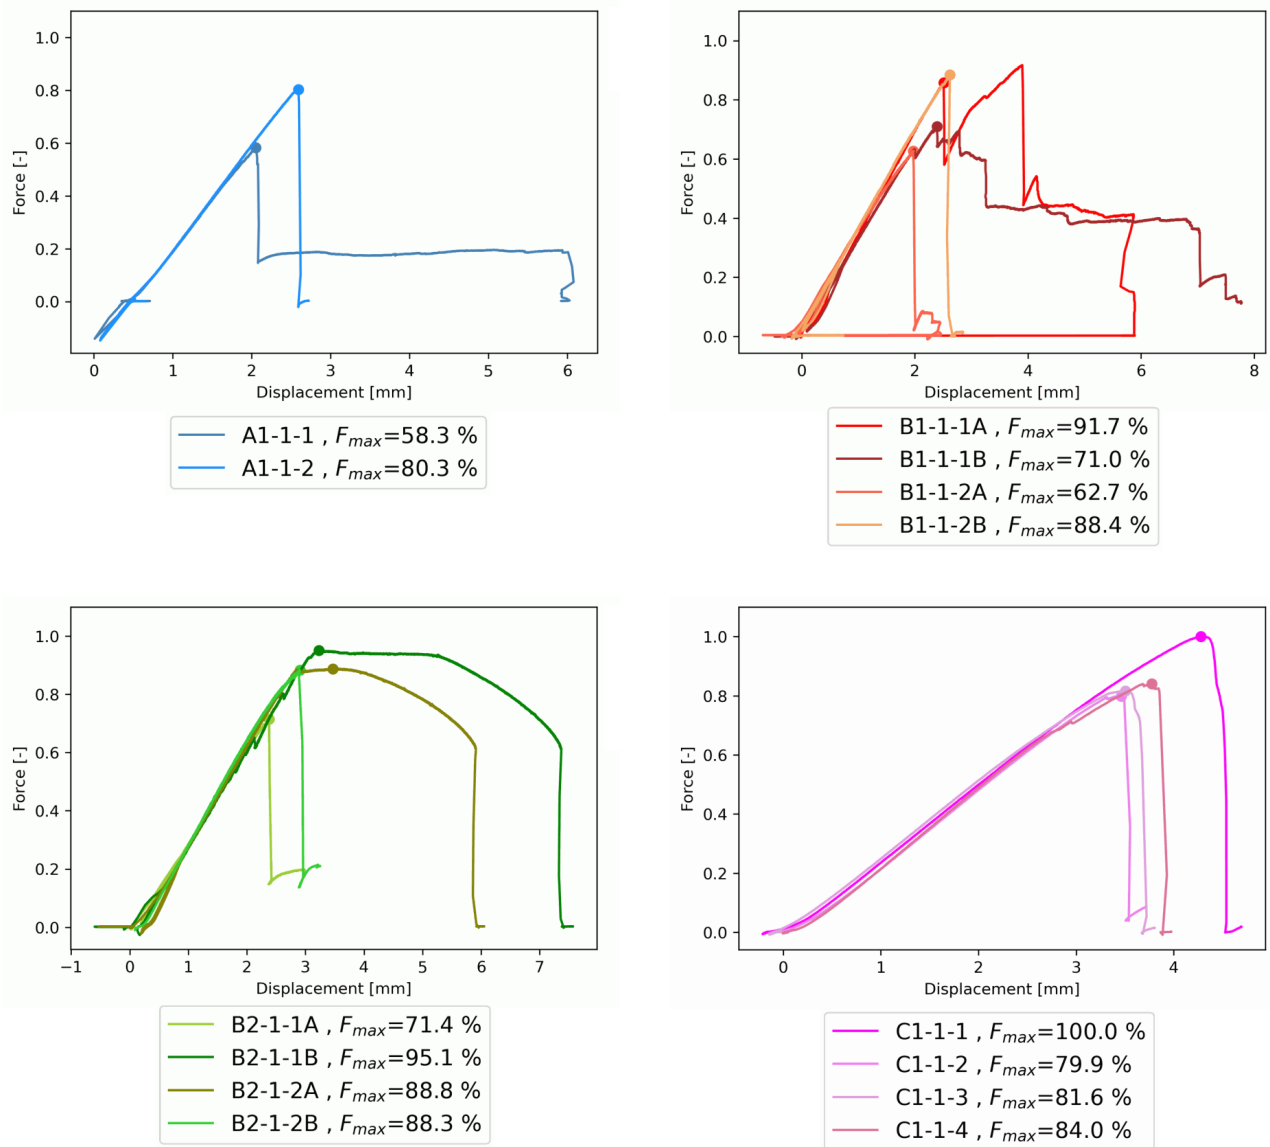 1.0
0.8
0.6
0.4
0.2
0.0
Force [-]
0 1 2 3 4 5 6
Displacement [mm]
A1-1-1 , Fmax=58.3 %
A1-1-2 , Fmax=80.3 %
1.0
0.8
0.6
0.4
0.2
0.0
Force [-]
0 2 4 6 8
Displacement [mm]
B1-1-1A , Fmax=91.7 %
B1-1-1B , Fmax=71.0 %
B1-1-2A , Fmax=62.7 %
B1-1-2B , Fmax=88.4 %
1.0
0.8
0.6
0.4
0.2
0.0
Force [-]
−1 0 1 2 3 4 5 6 7
Displacement [mm]
B2-1-1A , Fmax=71.4 %
B2-1-1B , Fmax=95.1 %
B2-1-2A , Fmax=88.8 %
B2-1-2B , Fmax=88.3 %
1.0
0.8
0.6
0.4
0.2
0.0
Force [-]
0 1 2 3 4
Displacement [mm]
C1-1-1 , Fmax=100.0 %
C1-1-2 , Fmax=79.9 %
C1-1-3 , Fmax=81.6 %
C1-1-4 , Fmax=84.0 %